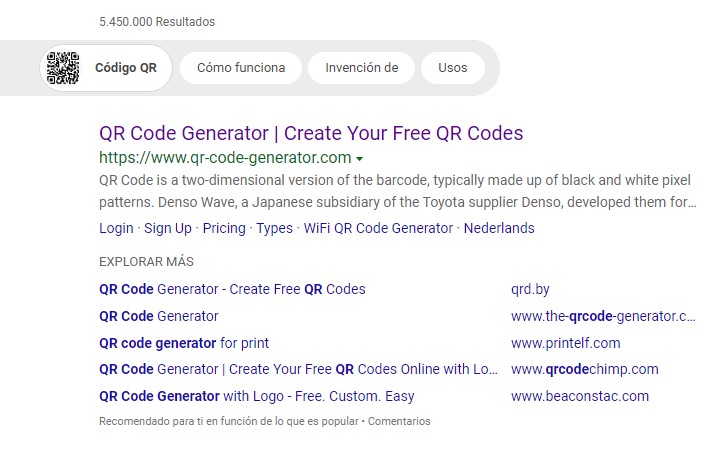 5.450.000 Resultados
Código QR Cómo funciona Invención de Usos
QR Code Generator | Create Your Free QR Codes
https://www.qr-code-generator.com
QR Code is a two-dimensional version of the barcode, typically made up of black and white pixel
patterns. Denso Wave, a Japanese subsidiary of the Toyota supplier Denso, developed them for…
Login · Sign Up · Pricing · Types · WiFi QR Code Generator · Nederlands
EXPLORAR MÁS
QR Code Generator - Create Free QR Codes qrd.by
QR Code Generator www.the-qrcode-generator.c…
QR code generator for print www.printelf.com
QR Code Generator | Create Your Free QR Codes Online with Lo… www.qrcodechimp.com
QR Code Generator with Logo - Free. Custom. Easy www.beaconstac.com
Recomendado para ti en función de lo que es popular • Comentarios